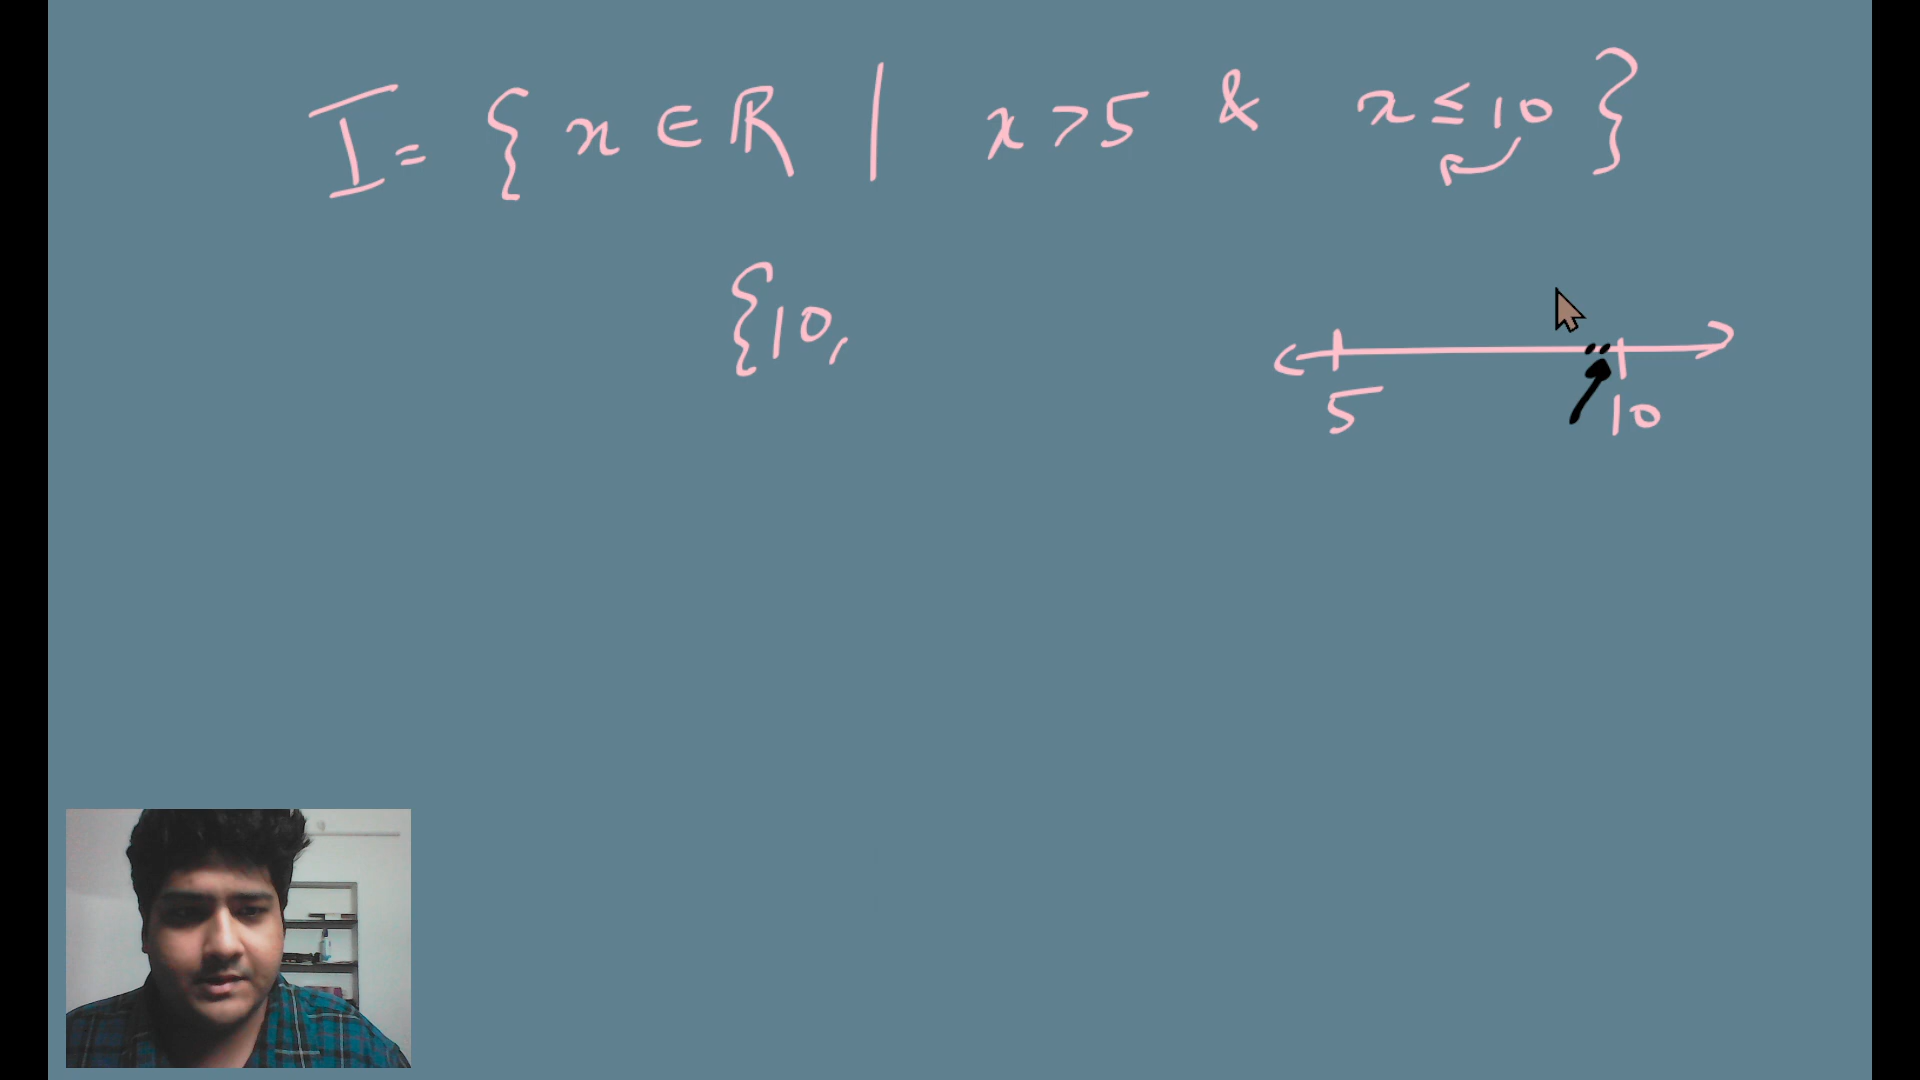 I = { x ∈ ℝ | x > 5 & x ≤ 10 }
{10,
5 10